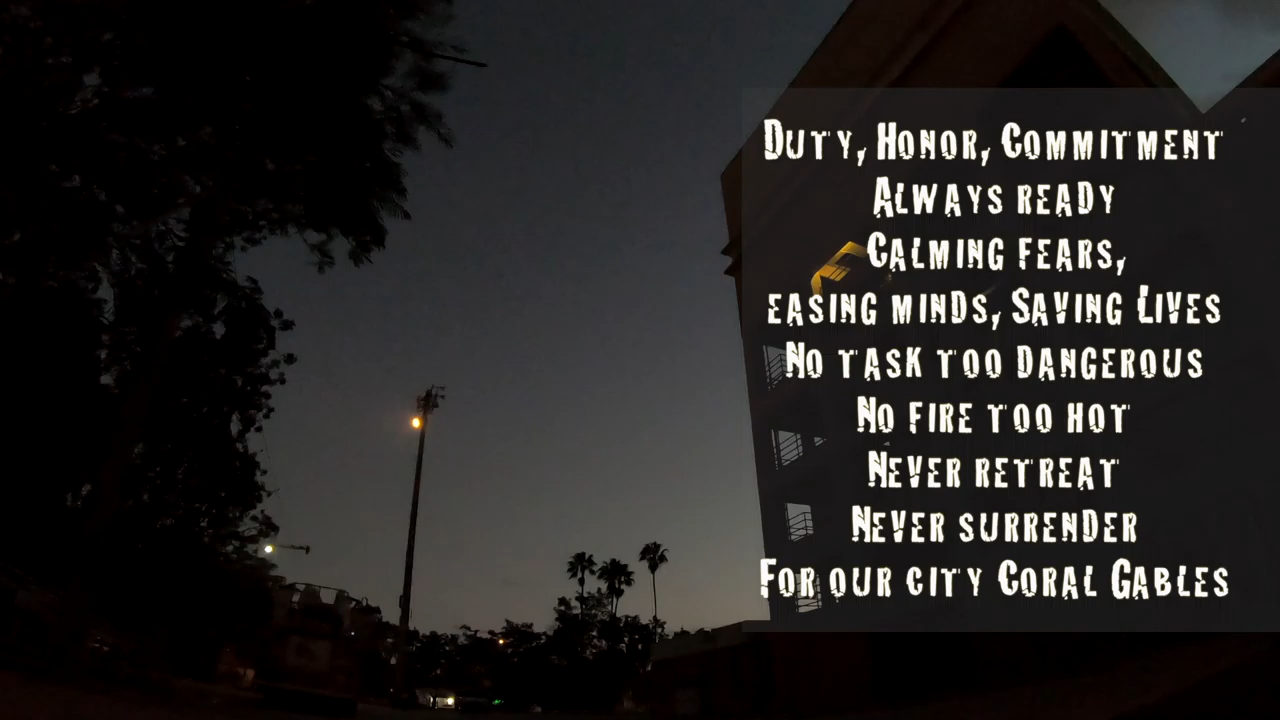 Duty, Honor, Commitment
Always ready
Calming fears,
easing minds, Saving Lives
No task too dangerous
No fire too hot
Never retreat
Never surrender
For our city Coral Gables